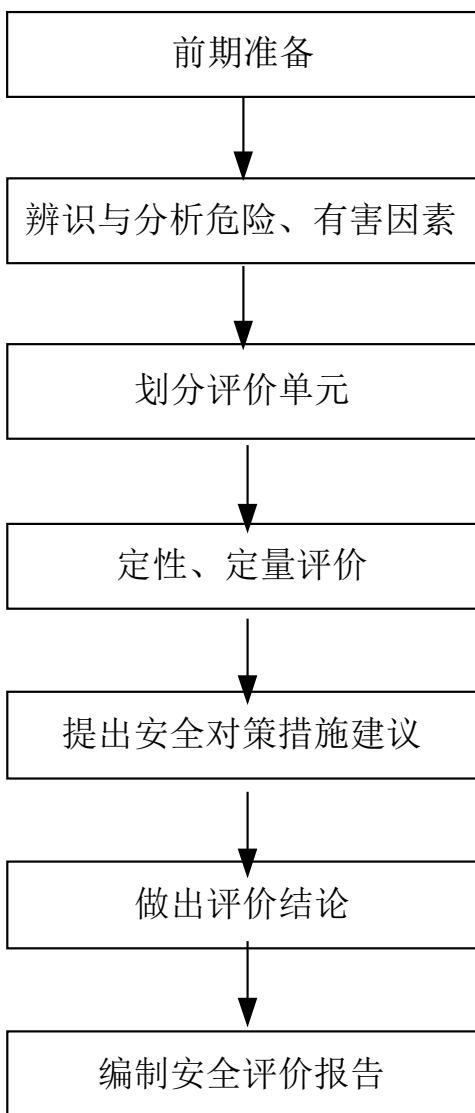 前期准备
辨识与分析危险、有害因素
划分评价单元
定性、定量评价
提出安全对策措施建议
做出评价结论
编制安全评价报告